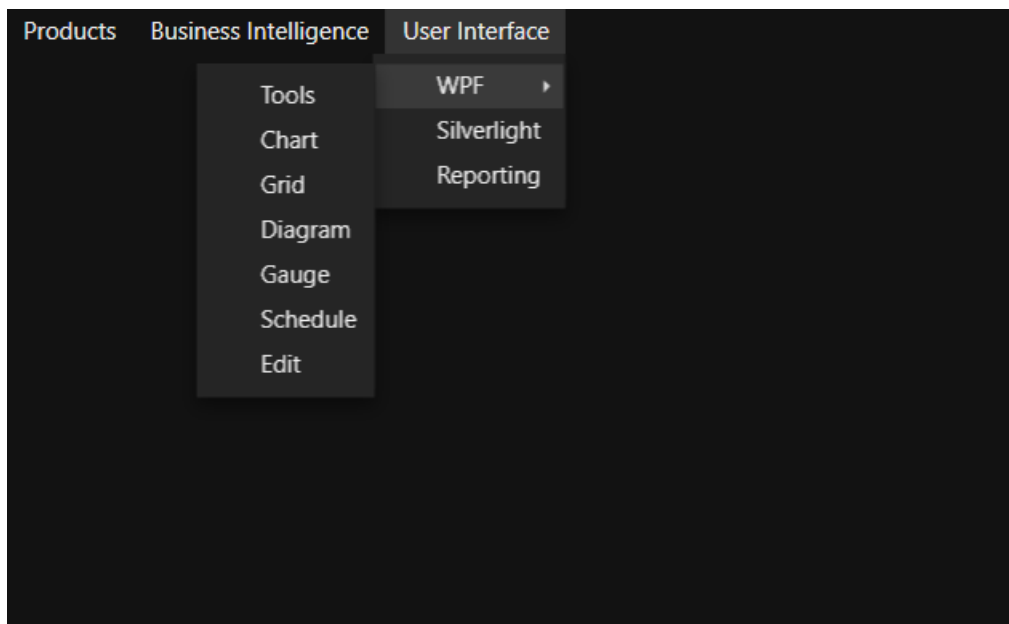 Products Business Intelligence User Interface
WPF
Silverlight
Reporting
Tools
Chart
Grid
Diagram
Gauge
Schedule
Edit